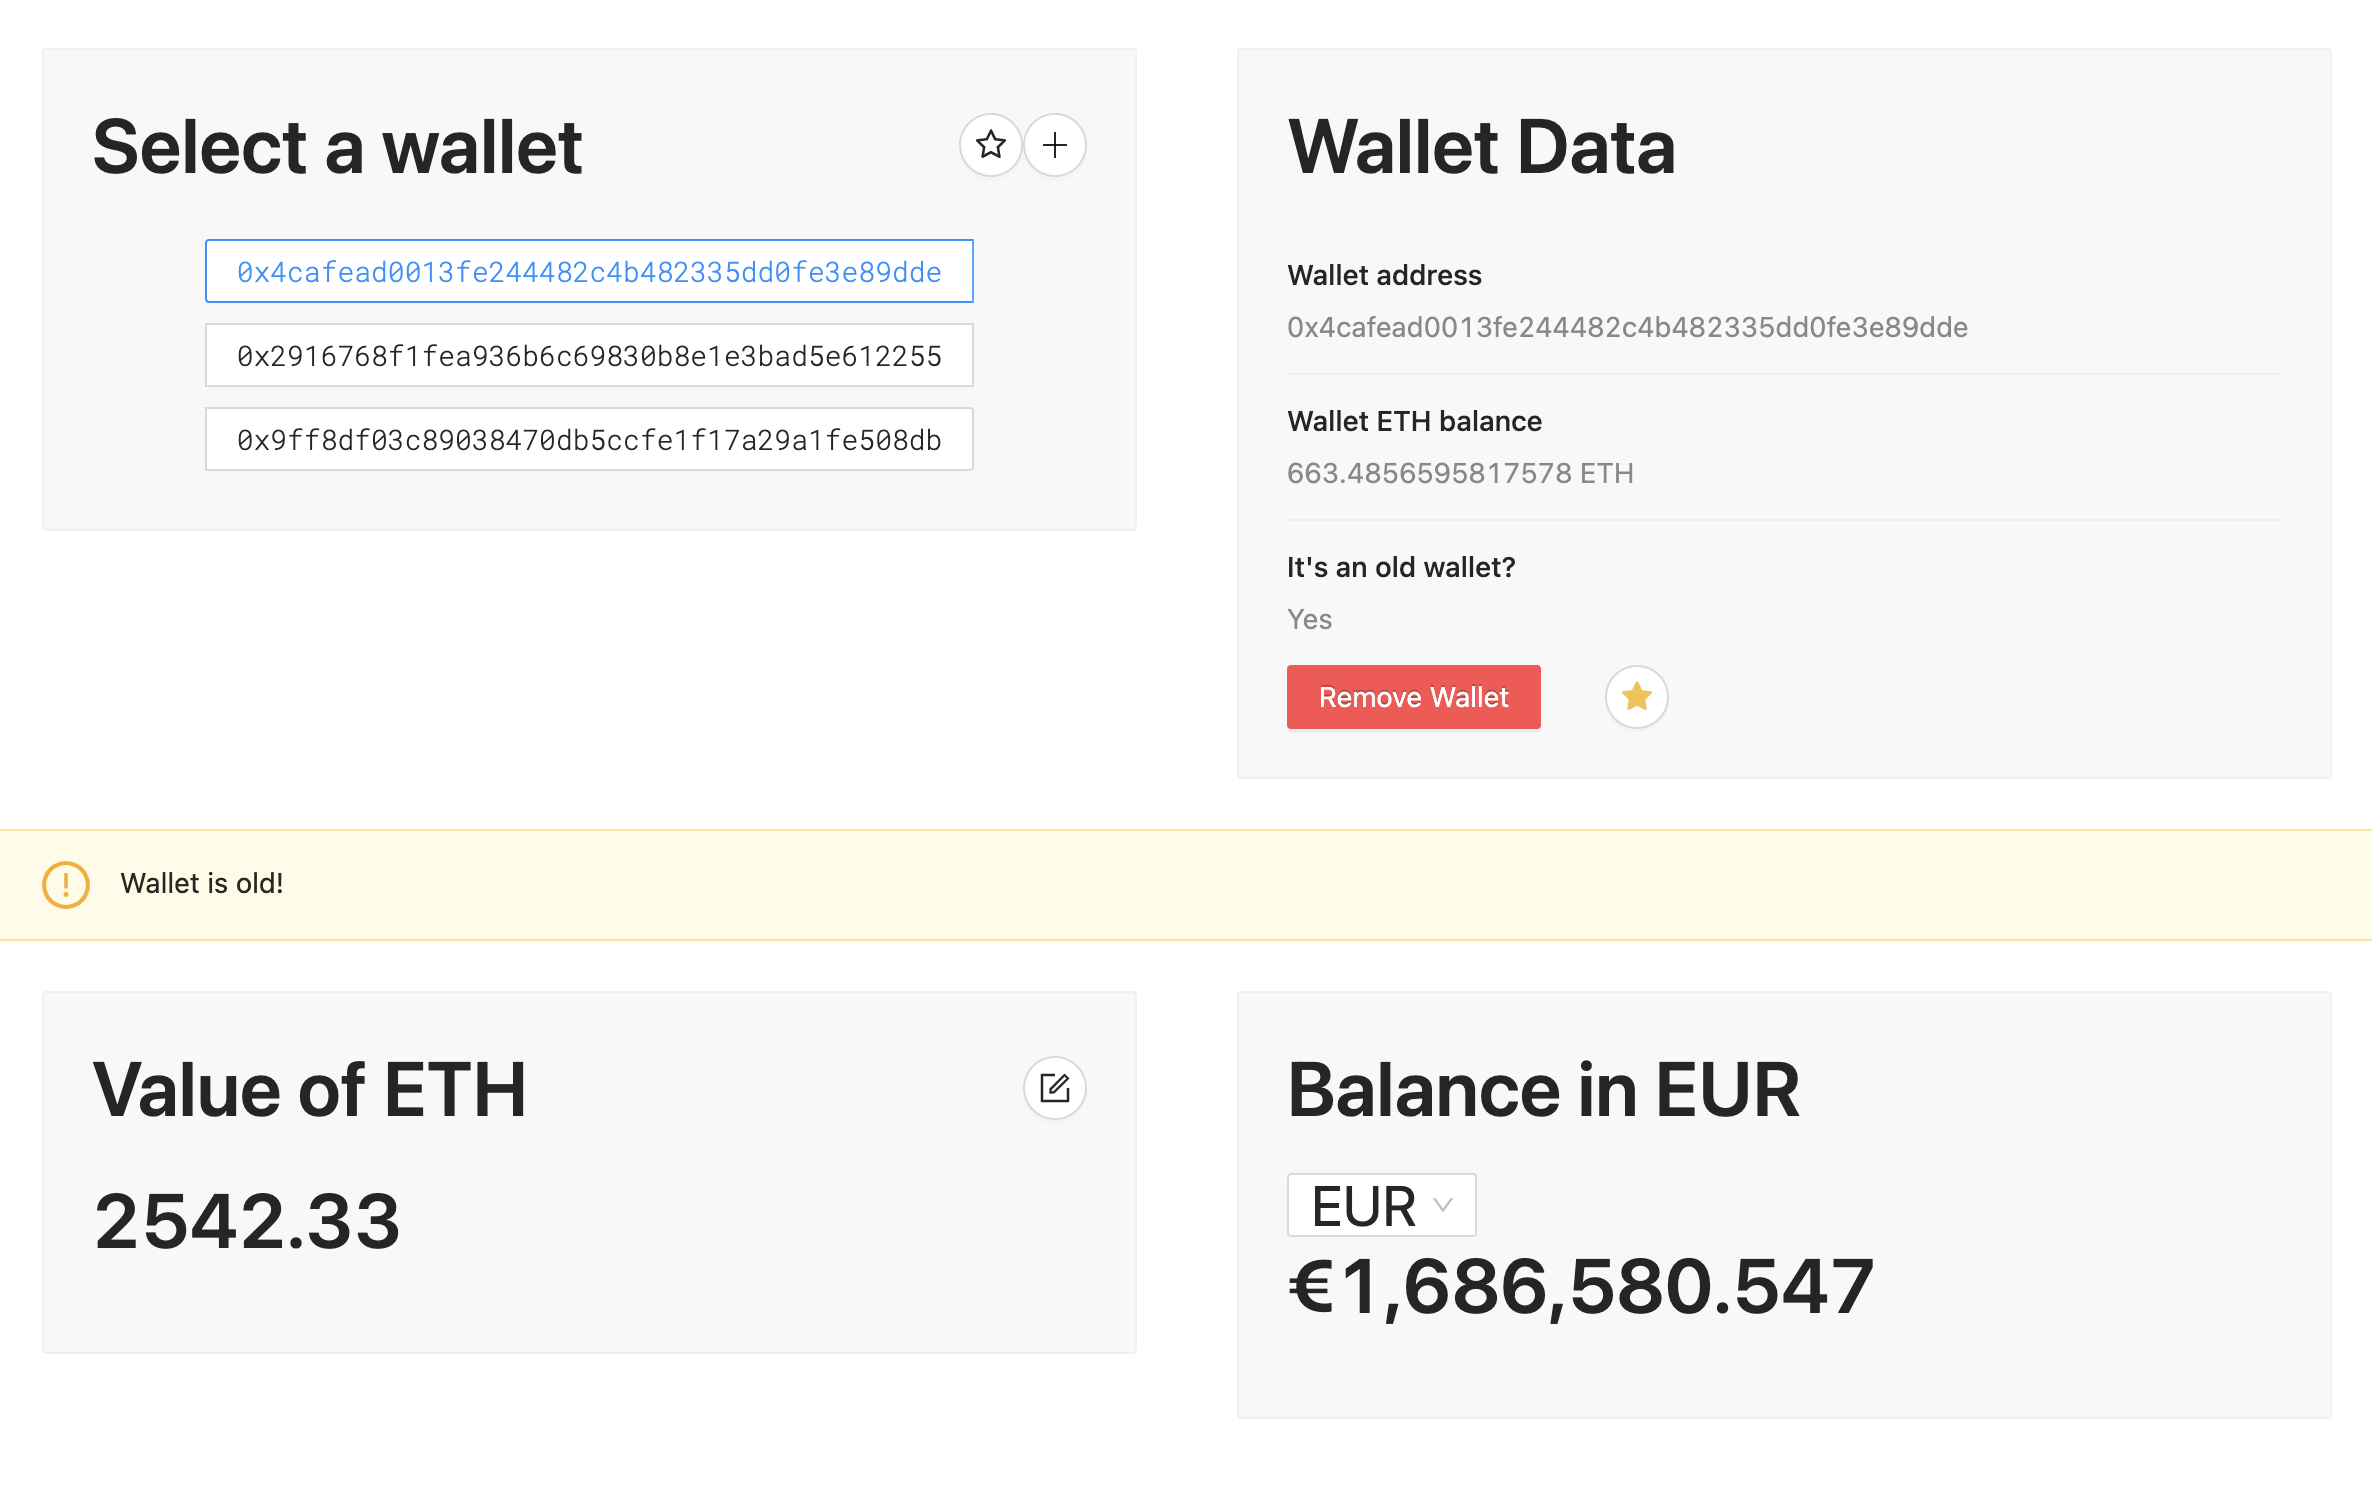 Select a wallet
0x4cafead0013fe244482c4b482335dd0fe3e89dde
0x2916768f1fea936b6c69830b8e1e3bad5e612255
0x9ff8df03c89038470db5ccfe1f17a29a1fe508db
Wallet Data
Wallet address
0x4cafead0013fe244482c4b482335dd0fe3e89dde
Wallet ETH balance
663.4856595817578 ETH
It's an old wallet?
Yes
Remove Wallet
Wallet is old!
Value of ETH
2542.33
Balance in EUR
EUR
€1,686,580.547